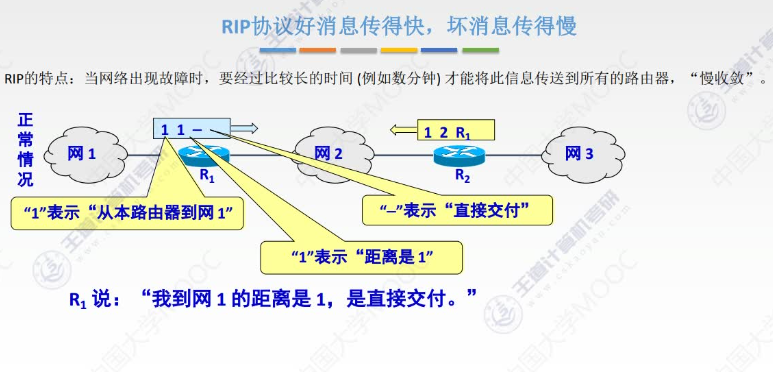 RIP协议好消息传得快，坏消息传得慢
RIP的特点：当网络出现故障时，要经过比较长的时间 (例如数分钟) 才能将此信息传送到所有的路由器，“慢收敛”。
正常情况
1 1 −
1 2 R₁
网 1
网 2
网 3
R₁
R₂
“1”表示“从本路由器到网 1”
“−”表示“直接交付”
“1”表示“距离是 1”
R₁ 说：“我到网 1 的距离是 1，是直接交付。”
王道计算机考研
中国大学MOOC